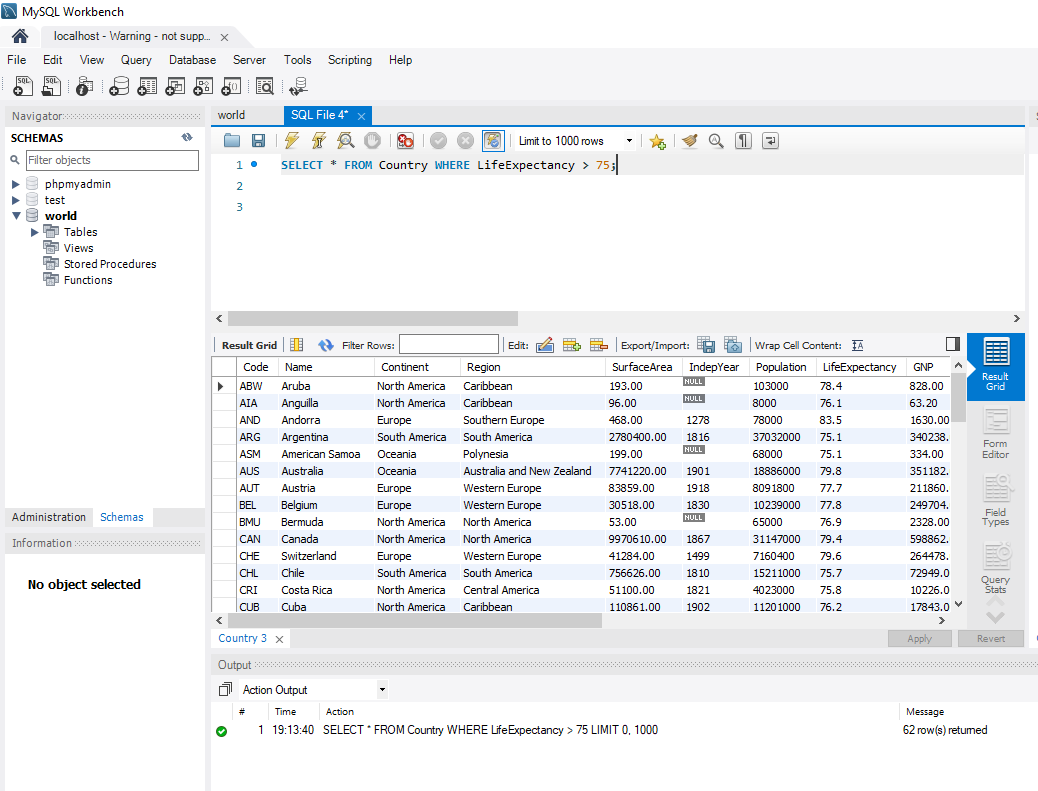 MySQL Workbench
localhost - Warning - not supp...
File Edit View Query Database Server Tools Scripting Help
Navigator
SCHEMAS
Filter objects
phpmyadmin
test
world
Tables
Views
Stored Procedures
Functions
Administration Schemas
Information
No object selected
world SQL File 4*
Limit to 1000 rows
1 SELECT * FROM Country WHERE LifeExpectancy > 75;
2
3
Result Grid Filter Rows: Edit: Export/Import: Wrap Cell Content:
Code Name Continent Region SurfaceArea IndepYear Population LifeExpectancy GNP
ABW Aruba North America Caribbean 193.00 NULL 103000 78.4 828.00
AIA Anguilla North America Caribbean 96.00 NULL 8000 76.1 63.20
AND Andorra Europe Southern Europe 468.00 1278 78000 83.5 1630.00
ARG Argentina South America South America 2780400.00 1816 37032000 75.1 340238.
ASM American Samoa Oceania Polynesia 199.00 NULL 68000 75.1 334.00
AUS Australia Oceania Australia and New Zealand 7741220.00 1901 18886000 79.8 351182.
AUT Austria Europe Western Europe 83859.00 1918 8091800 77.7 211860.
BEL Belgium Europe Western Europe 30518.00 1830 10239000 77.8 249704.
BMU Bermuda North America North America 53.00 NULL 65000 76.9 2328.00
CAN Canada North America North America 9970610.00 1867 31147000 79.4 598862.
CHE Switzerland Europe Western Europe 41284.00 1499 7160400 79.6 264478.
CHL Chile South America South America 756626.00 1810 15211000 75.7 72949.0
CRI Costa Rica North America Central America 51100.00 1821 4023000 75.8 10226.0
CUB Cuba North America Caribbean 110861.00 1902 11201000 76.2 17843.0
Result
Grid
Form
Editor
Field
Types
Query
Stats
Country 3 Apply Revert
Output
Action Output
# Time Action Message
1 19:13:40 SELECT * FROM Country WHERE LifeExpectancy > 75 LIMIT 0, 1000 62 row(s) returned